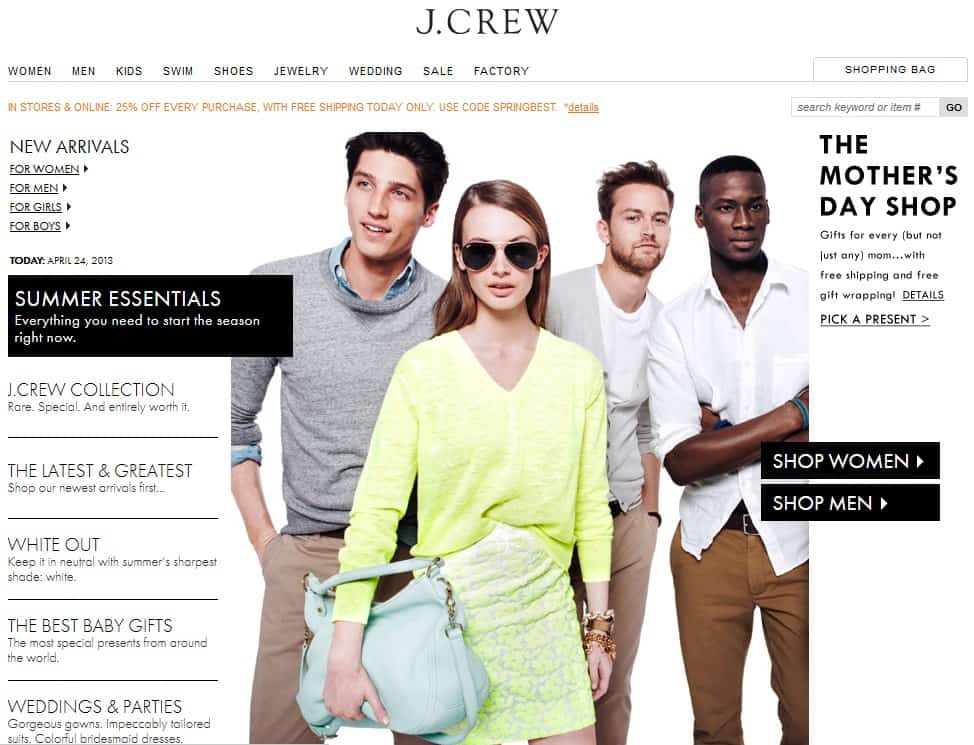 J.CREW
WOMEN MEN KIDS SWIM SHOES JEWELRY WEDDING SALE FACTORY
SHOPPING BAG
IN STORES & ONLINE: 25% OFF EVERY PURCHASE, WITH FREE SHIPPING TODAY ONLY. USE CODE SPRINGBEST. *details
search keyword or item # GO
NEW ARRIVALS
FOR WOMEN
FOR MEN
FOR GIRLS
FOR BOYS
TODAY: APRIL 24, 2013
SUMMER ESSENTIALS
Everything you need to start the season
right now.
J.CREW COLLECTION
Rare. Special. And entirely worth it.
THE LATEST & GREATEST
Shop our newest arrivals first...
WHITE OUT
Keep it in neutral with summer's sharpest
shade: white.
THE BEST BABY GIFTS
The most special presents from around
the world.
WEDDINGS & PARTIES
Gorgeous gowns. Impeccably tailored
suits. Colorful bridesmaid dresses.
THE
MOTHER'S
DAY SHOP
Gifts for every (but not
just any) mom...with
free shipping and free
gift wrapping! DETAILS
PICK A PRESENT >
SHOP WOMEN
SHOP MEN